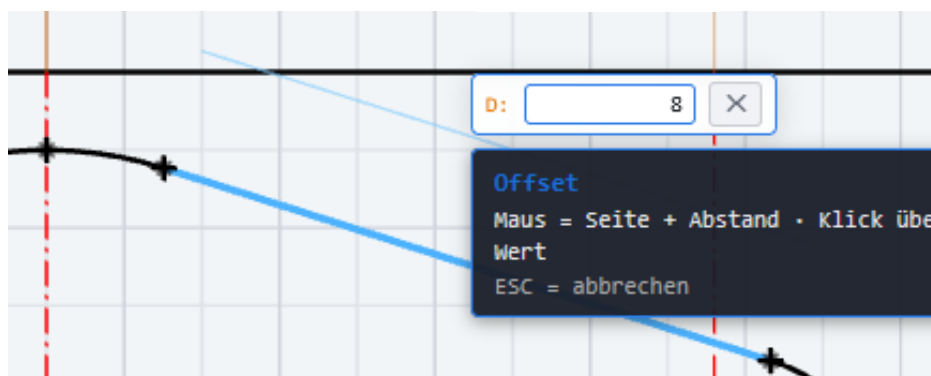 D: 8
Offset
Maus = Seite + Abstand · Klick übe
Wert
ESC = abbrechen